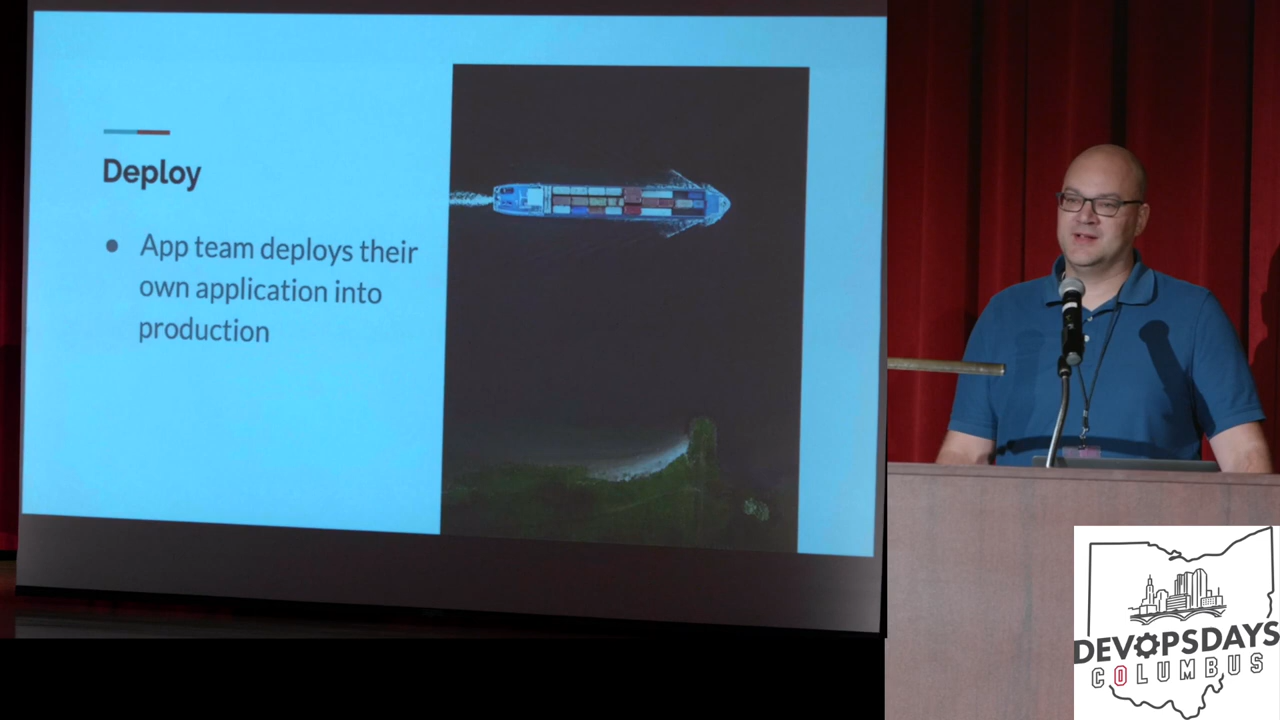 Deploy
● App team deploys their
own application into
production
DEVOPSDAYS
COLUMBUS